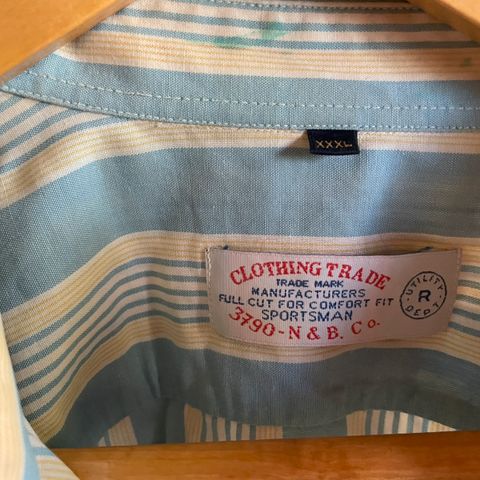 XXXL
CLOTHING TRADE
TRADE MARK
MANUFACTURERS
FULL CUT FOR COMFORT FIT
SPORTSMAN
3790-N & B. Co.
UTILITY
R
DEPT